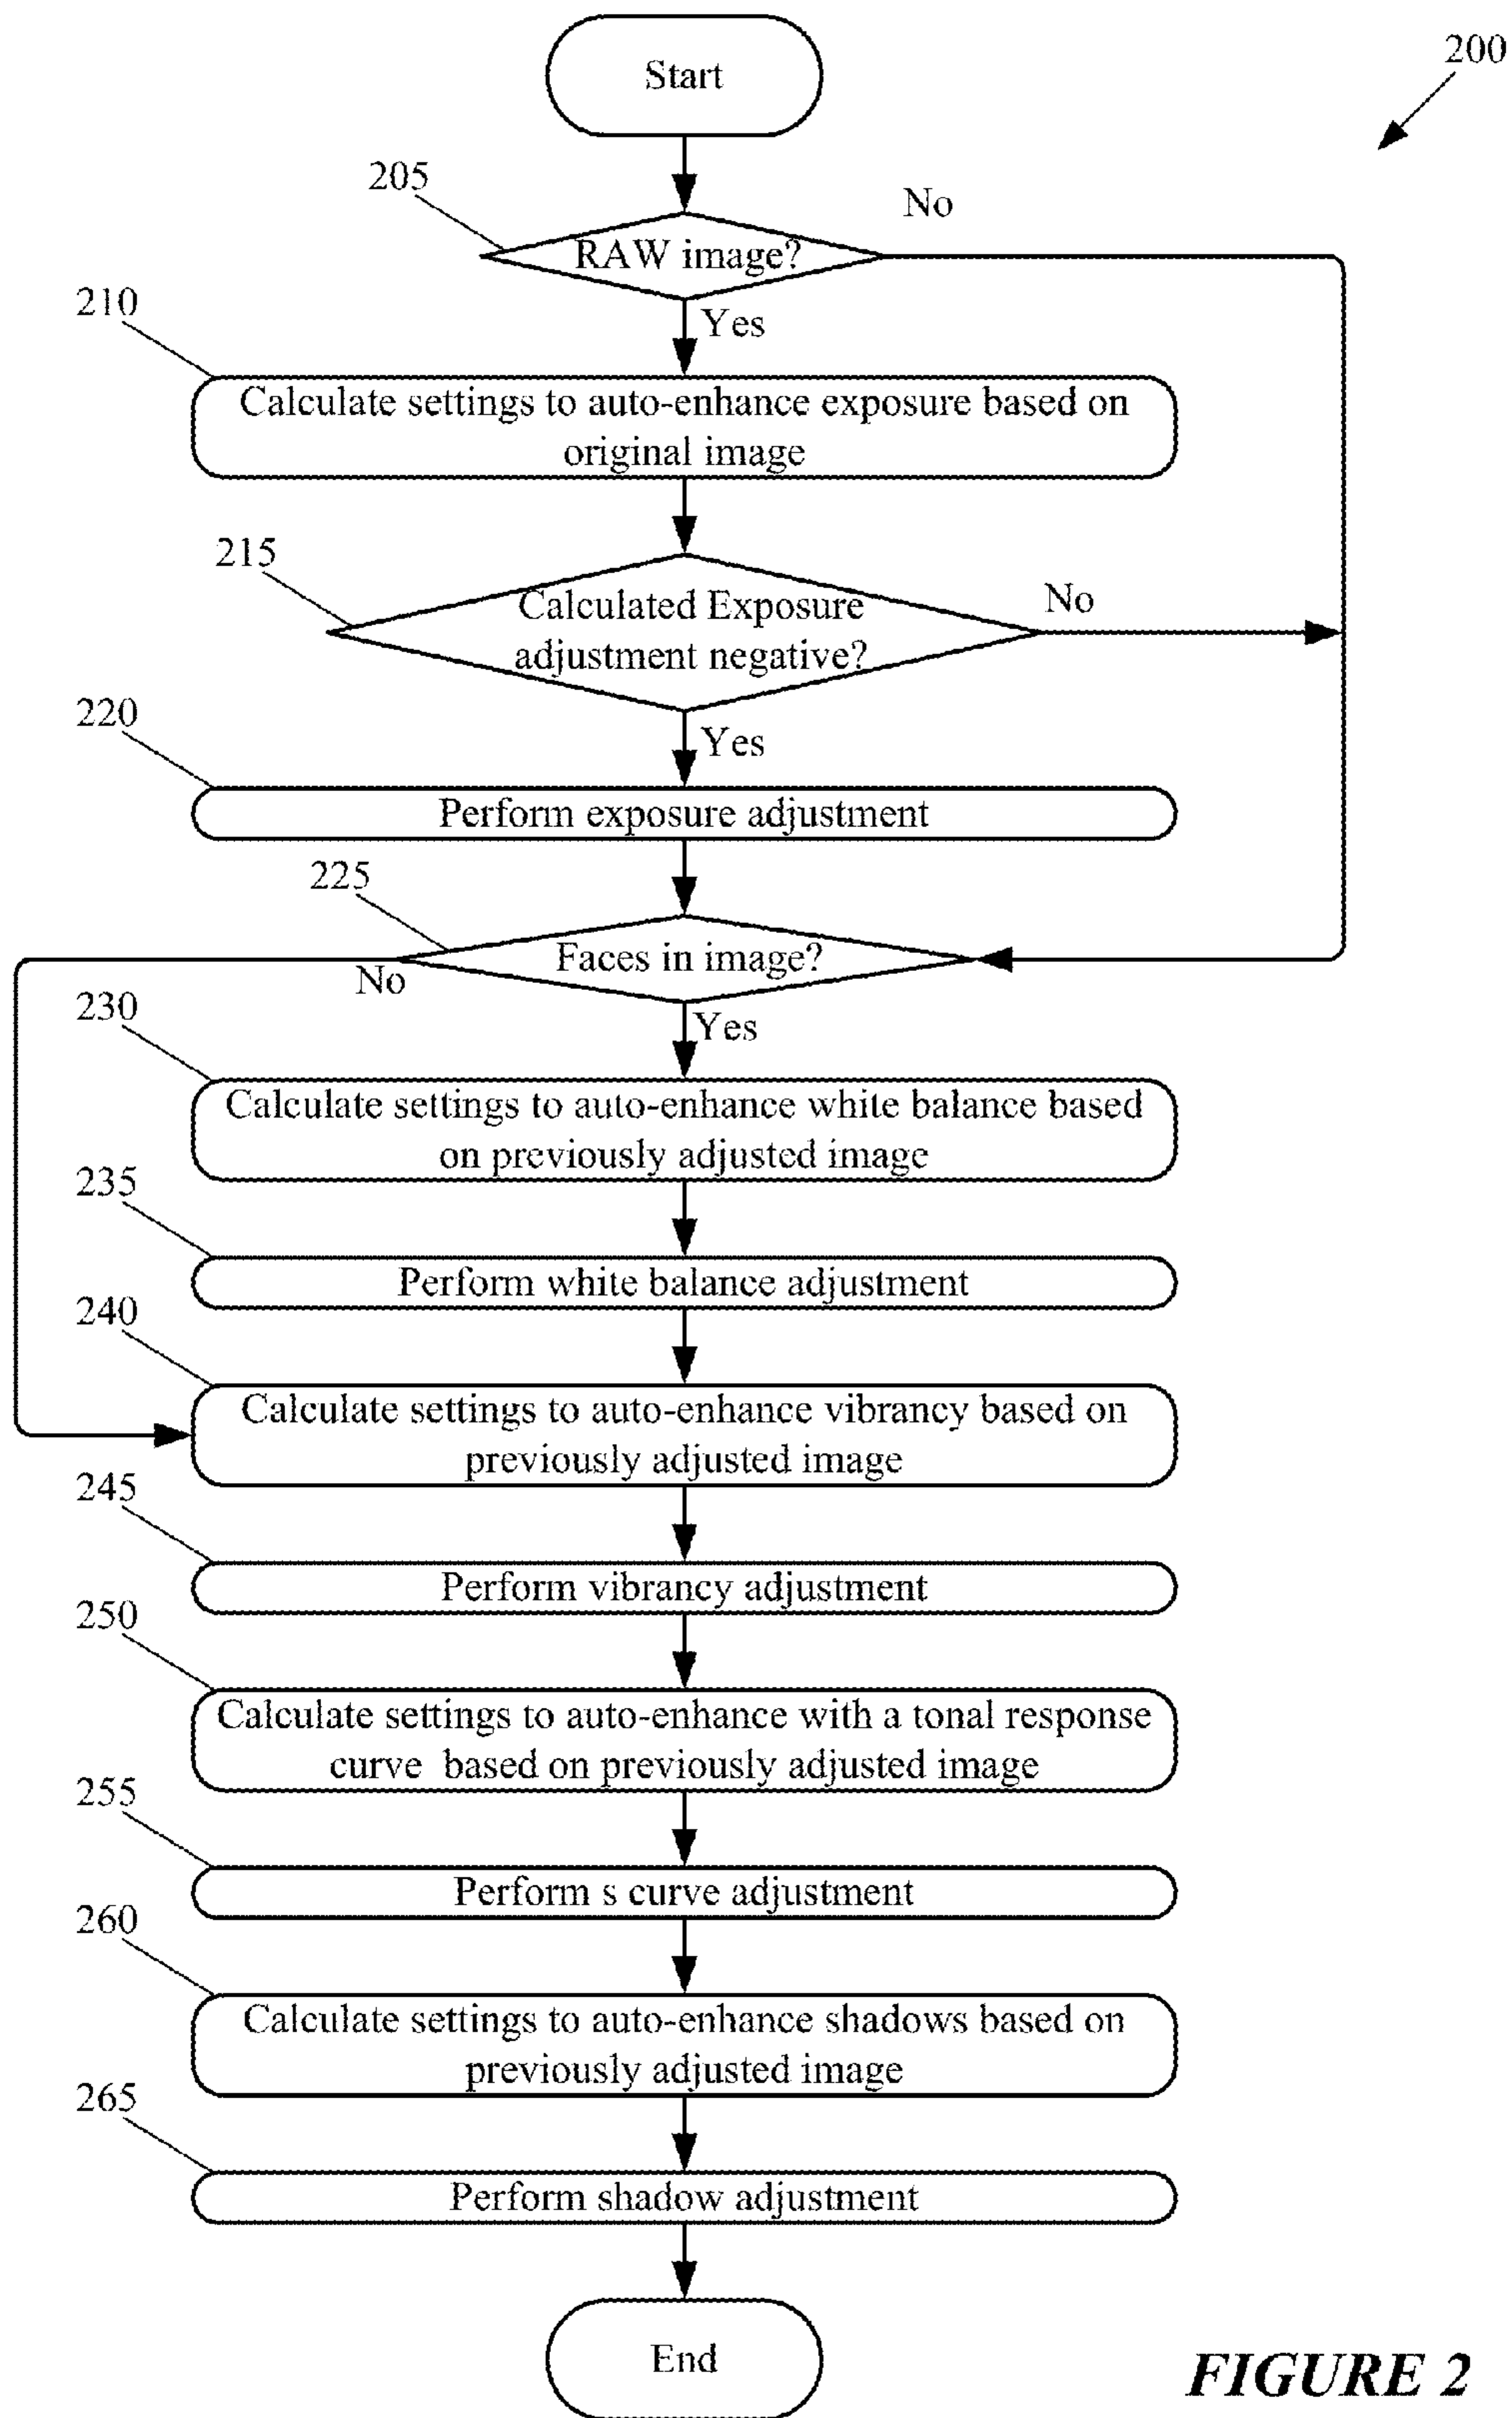 Start
200
205
No
RAW image?
210
Yes
Calculate settings to auto-enhance exposure based on
original image
215
Calculated Exposure
adjustment negative?
No
220
Yes
Perform exposure adjustment
225
Faces in image?
No
230
Yes
Calculate settings to auto-enhance white balance based
on previously adjusted image
235
Perform white balance adjustment
240
Calculate settings to auto-enhance vibrancy based on
previously adjusted image
245
Perform vibrancy adjustment
250
Calculate settings to auto-enhance with a tonal response
curve based on previously adjusted image
255
Perform s curve adjustment
260
Calculate settings to auto-enhance shadows based on
previously adjusted image
265
Perform shadow adjustment
End
FIGURE 2